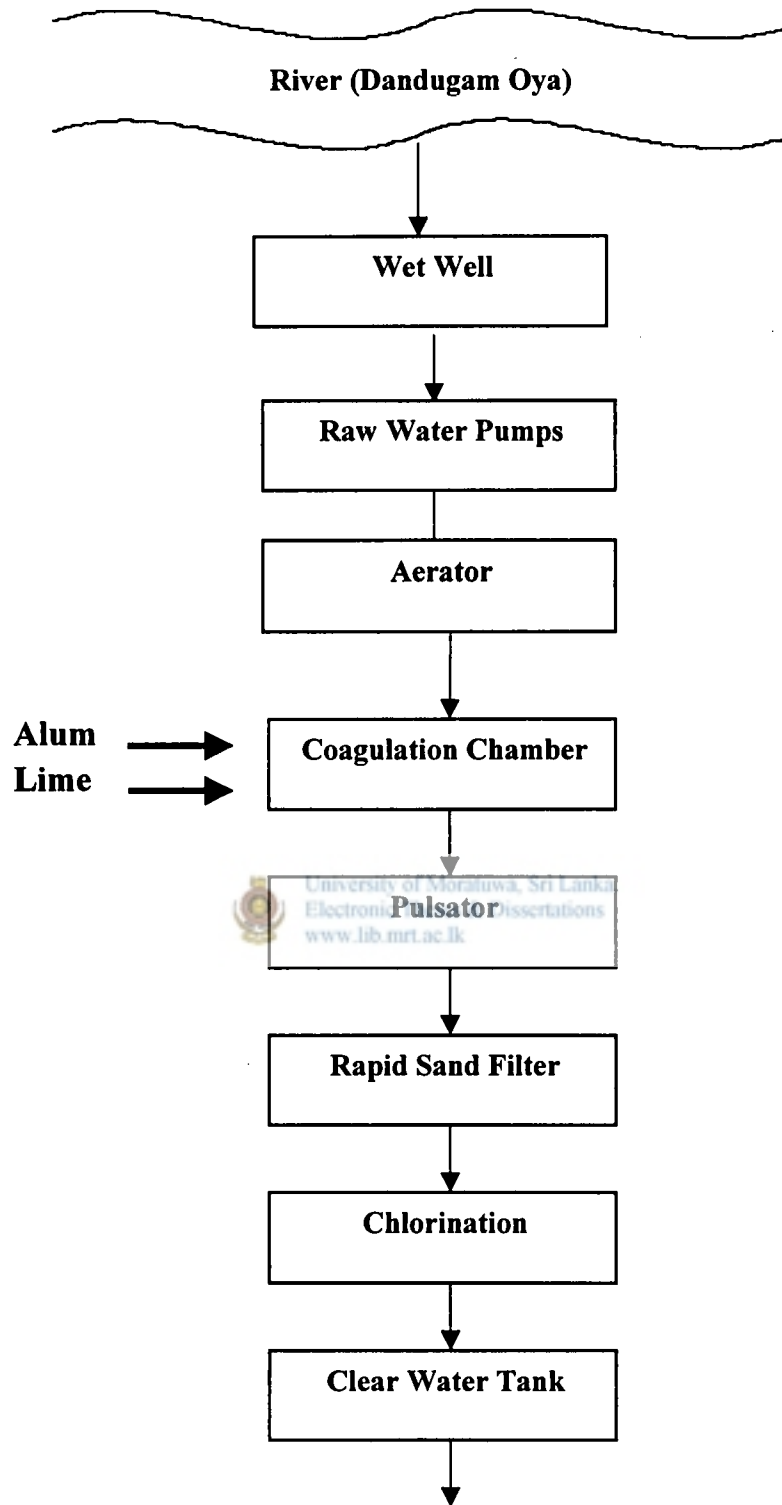 River (Dandugam Oya)
Wet Well
Raw Water Pumps
Aerator
Alum
Lime
Coagulation Chamber
University of Moratuwa, Sri Lanka.
Electronic Dissertations
www.lib.mrt.ac.lk
Pulsator
Rapid Sand Filter
Chlorination
Clear Water Tank